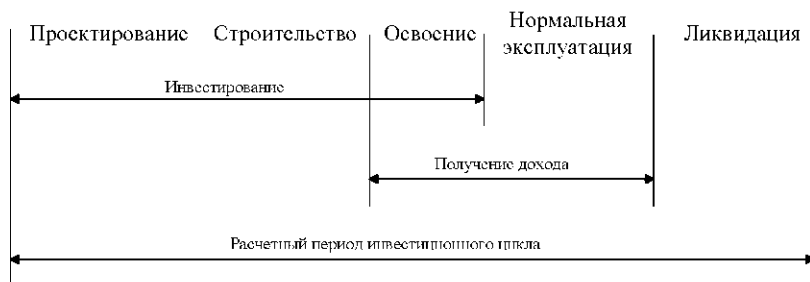 Проектирование Строительство Освоение Нормальная эксплуатация Ликвидация
Инвестирование
Получение дохода
Расчетный период инвестиционного цикла